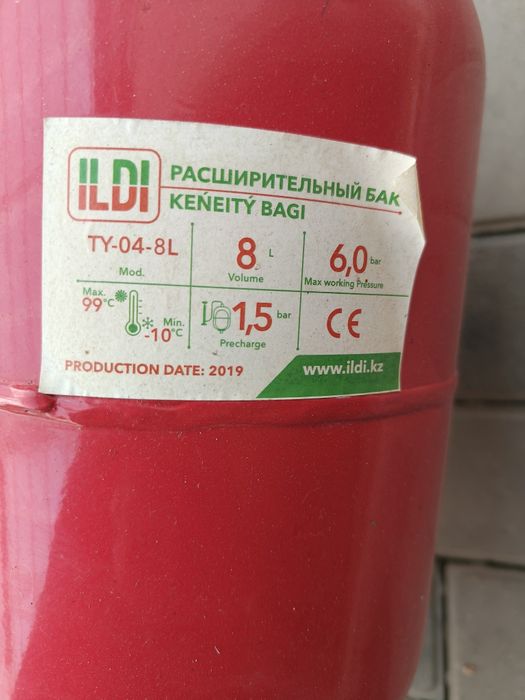 ILDI
РАСШИРИТЕЛЬНЫЙ БАК
KEŃEITÝ BAGI
TY-04-8L
Mod.
8 L
Volume
6,0 bar
Max working Pressure
Max.
99°C
Min.
-10°C
1,5 bar
Precharge
CE
PRODUCTION DATE: 2019
www.ildi.kz